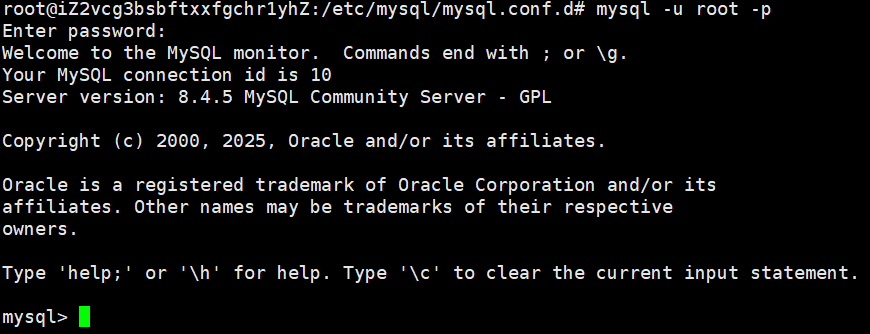 root@iZ2vcg3bsbftxxfgchr1yhZ:/etc/mysql/mysql.conf.d# mysql -u root -p
Enter password:
Welcome to the MySQL monitor.  Commands end with ; or \g.
Your MySQL connection id is 10
Server version: 8.4.5 MySQL Community Server - GPL
Copyright (c) 2000, 2025, Oracle and/or its affiliates.
Oracle is a registered trademark of Oracle Corporation and/or its
affiliates. Other names may be trademarks of their respective
owners.
Type 'help;' or '\h' for help. Type '\c' to clear the current input statement.
mysql>